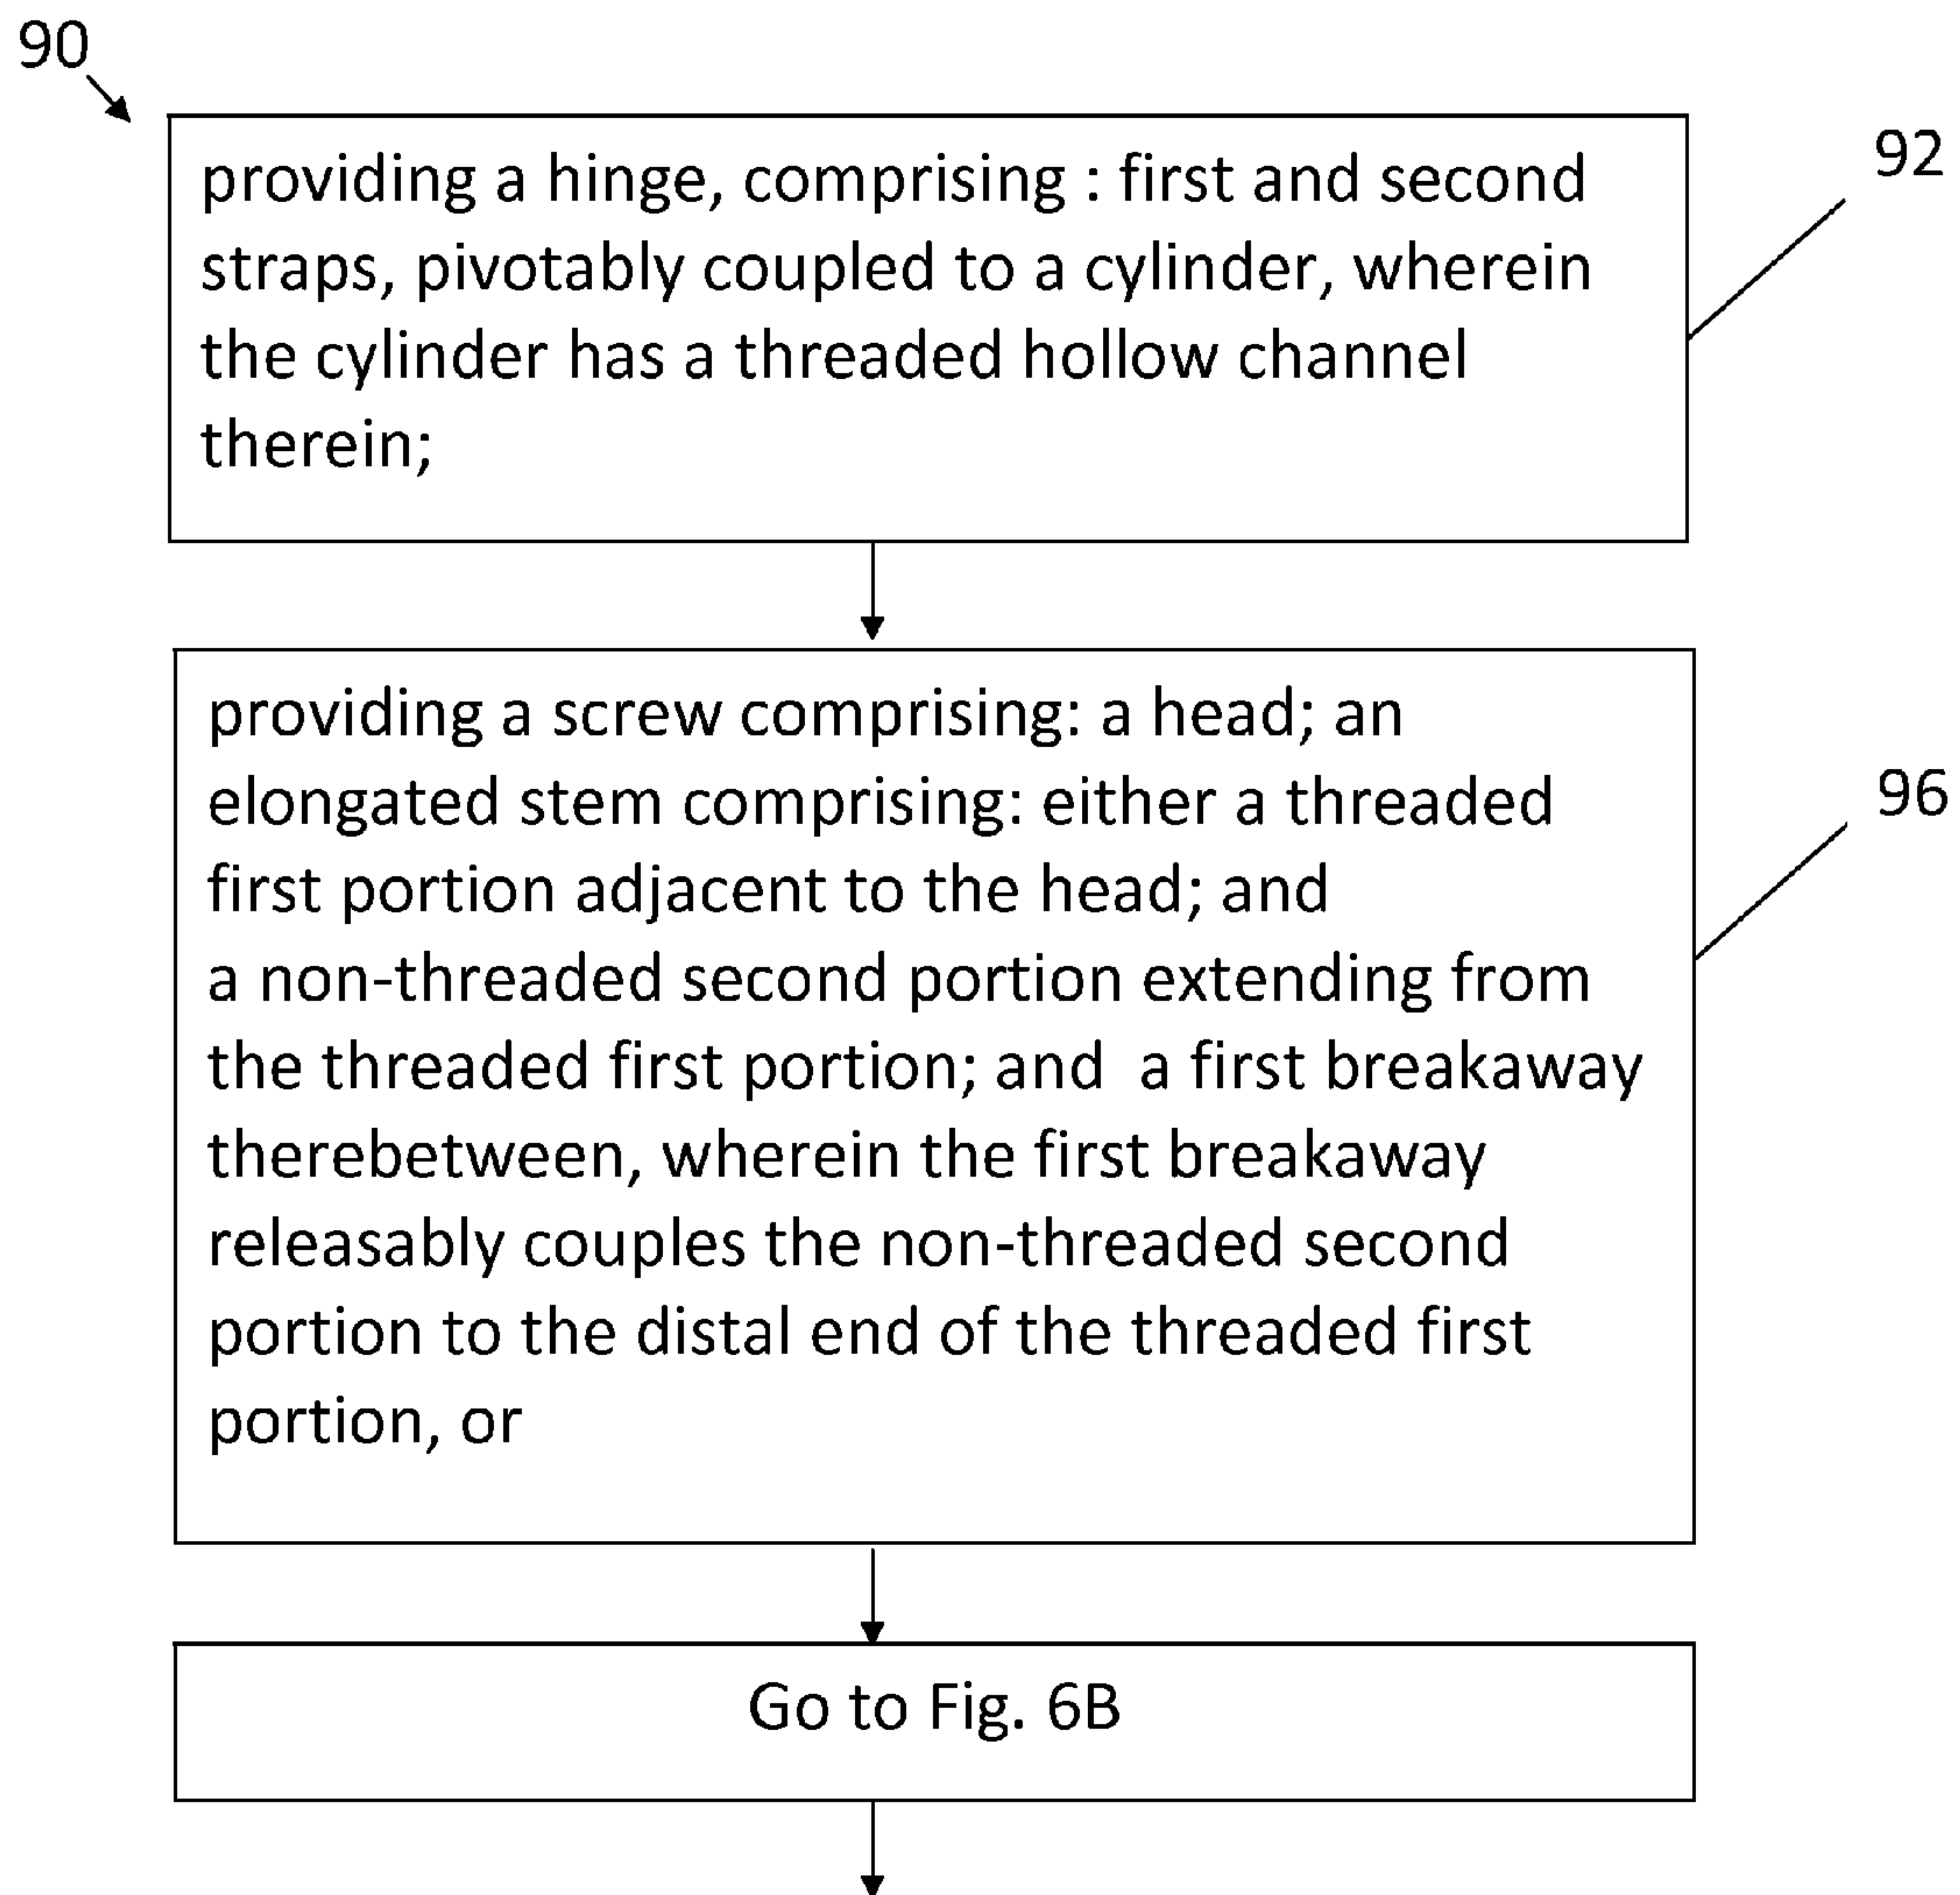 90
providing a hinge, comprising : first and second
straps, pivotably coupled to a cylinder, wherein
the cylinder has a threaded hollow channel
therein;
92
providing a screw comprising: a head; an
elongated stem comprising: either a threaded
first portion adjacent to the head; and
a non-threaded second portion extending from
the threaded first portion; and a first breakaway
therebetween, wherein the first breakaway
releasably couples the non-threaded second
portion to the distal end of the threaded first
portion, or
96
Go to Fig. 6B